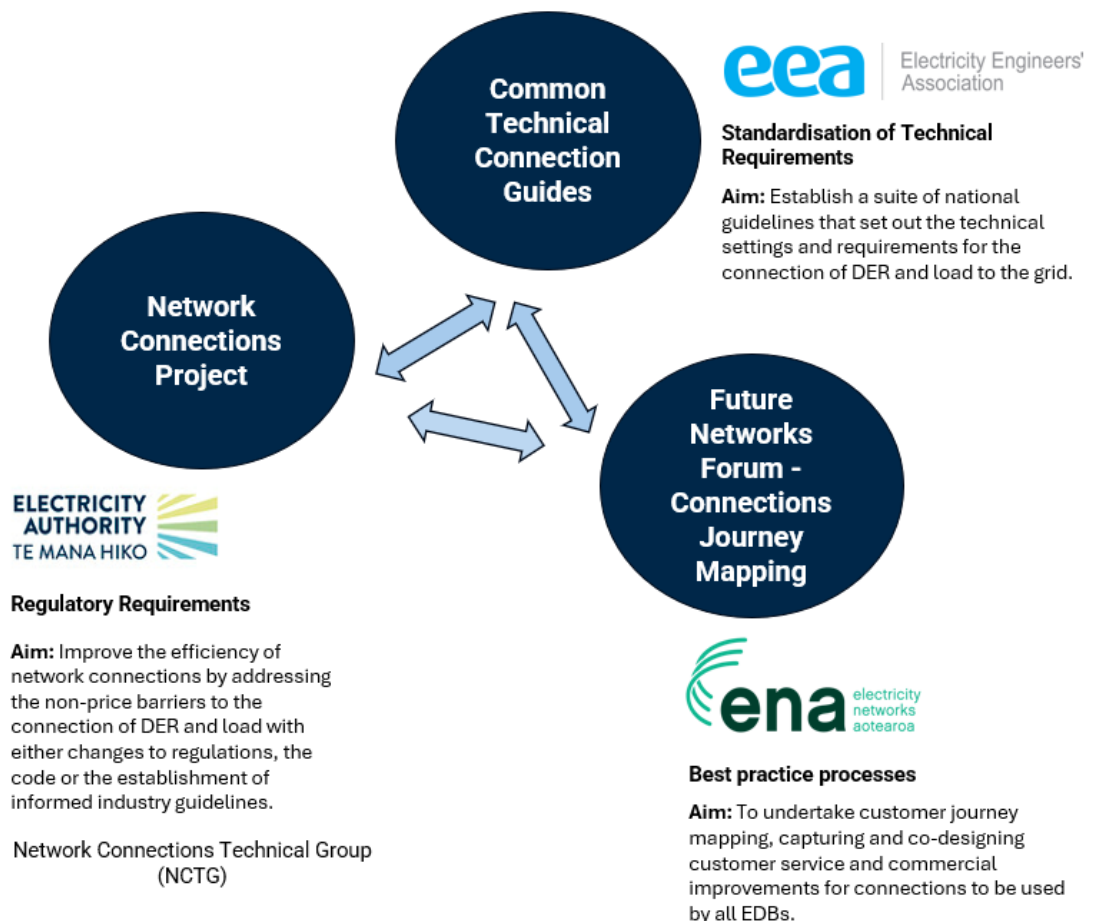 Common
Technical
Connection
Guides
eea
Electricity Engineers'
Association
Standardisation of Technical
Requirements
Aim: Establish a suite of national
guidelines that set out the technical
settings and requirements for the
connection of DER and load to the grid.
Network
Connections
Project
Future
Networks
Forum -
Connections
Journey
Mapping
ELECTRICITY
AUTHORITY
TE MANA HIKO
Regulatory Requirements
Aim: Improve the efficiency of
network connections by addressing
the non-price barriers to the
connection of DER and load with
either changes to regulations, the
code or the establishment of
informed industry guidelines.
Network Connections Technical Group
(NCTG)
ena
electricity
networks
aotearoa
Best practice processes
Aim: To undertake customer journey
mapping, capturing and co-designing
customer service and commercial
improvements for connections to be used
by all EDBs.